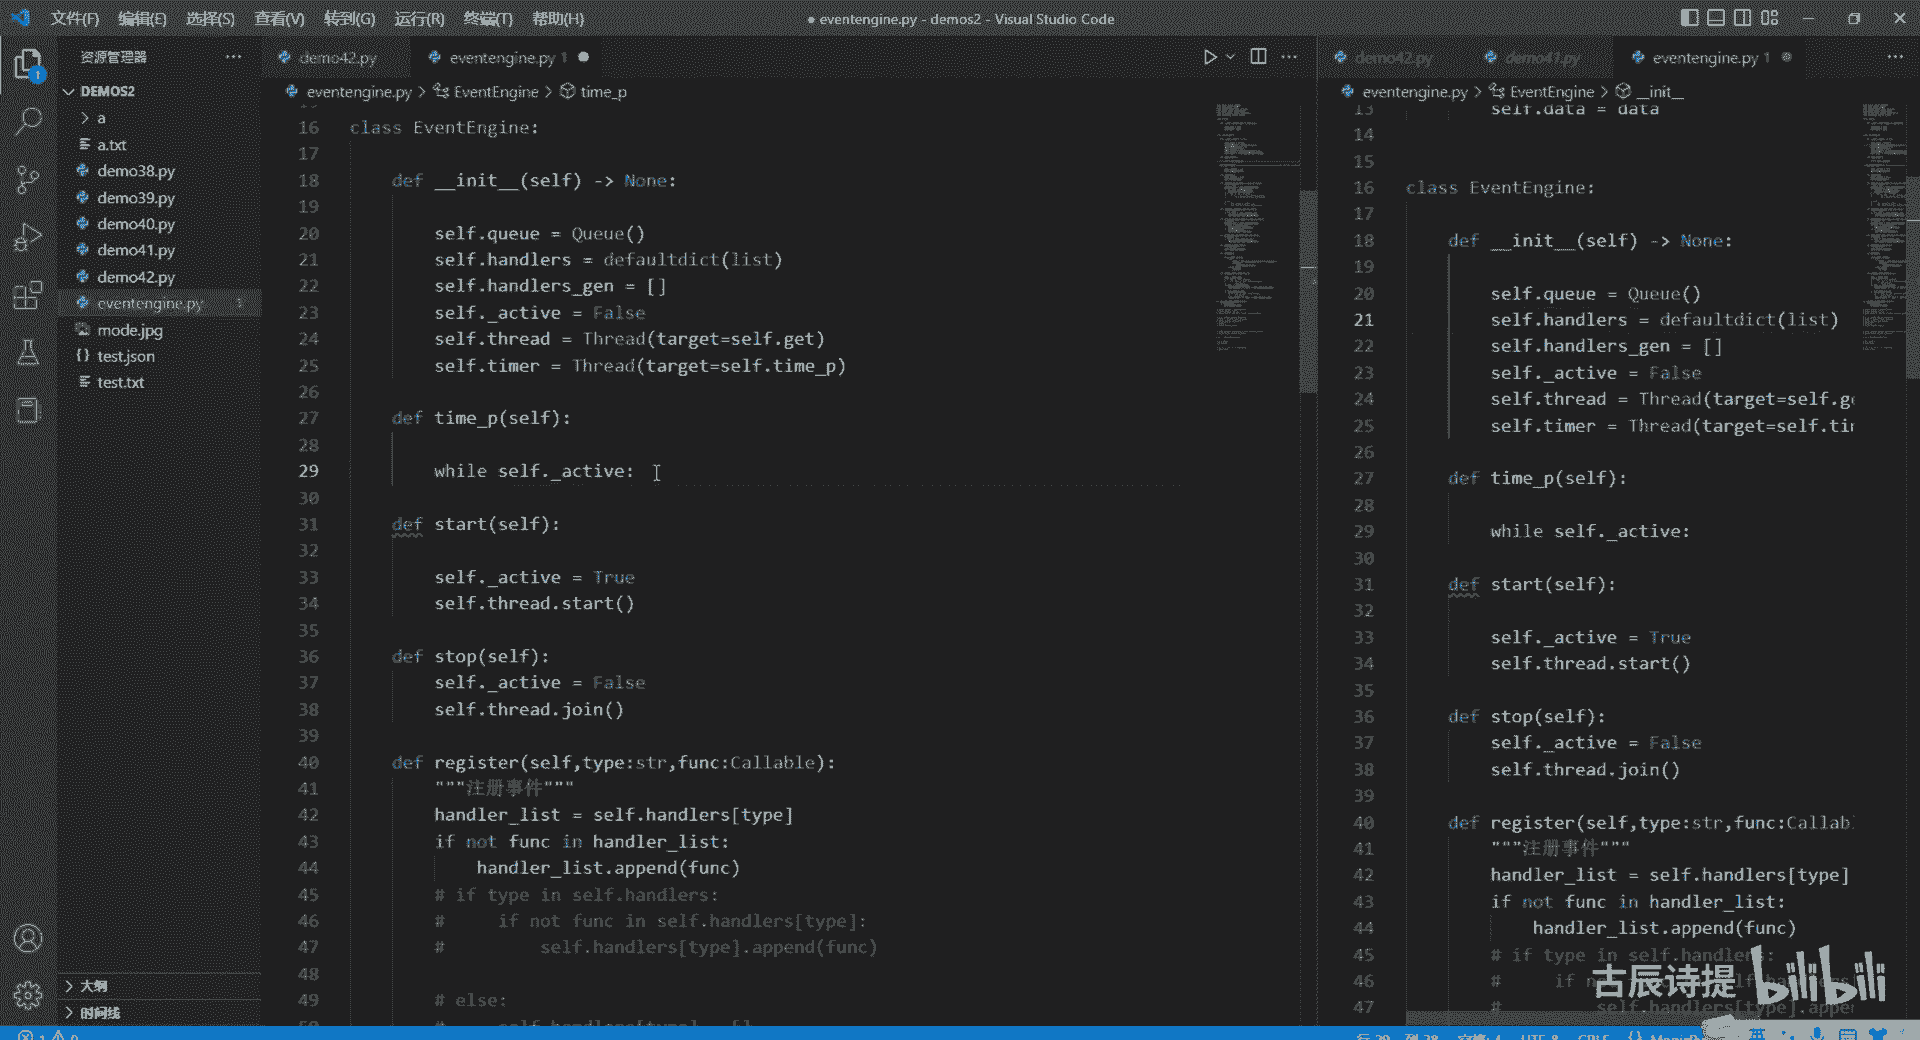 文件(F) 编辑(E) 选择(S) 查看(V) 转到(G) 运行(R) 终端(T) 帮助(H)
● eventengine.py - demos2 - Visual Studio Code
资源管理器
DEMOS2
a
a.txt
demo38.py
demo39.py
demo40.py
demo41.py
demo42.py
eventengine.py 1
mode.jpg
test.json
test.txt
大纲
时间线
demo42.py
eventengine.py 1
eventengine.py > EventEngine > time_p
16 class EventEngine:
17
18 def __init__(self) -> None:
19
20 self.queue = Queue()
21 self.handlers = defaultdict(list)
22 self.handlers_gen = []
23 self._active = False
24 self.thread = Thread(target=self.get)
25 self.timer = Thread(target=self.time_p)
26
27 def time_p(self):
28
29 while self._active:
30
31 def start(self):
32
33 self._active = True
34 self.thread.start()
35
36 def stop(self):
37 self._active = False
38 self.thread.join()
39
40 def register(self,type:str,func:Callable):
41 """注册事件"""
42 handler_list = self.handlers[type]
43 if not func in handler_list:
44 handler_list.append(func)
45 # if type in self.handlers:
46 # if not func in self.handlers[type]:
47 # self.handlers[type].append(func)
48
49 # else:
demo42.py demo41.py eventengine.py 1
eventengine.py > EventEngine > __init__
13 self.data = data
14
15
16 class EventEngine:
17
18 def __init__(self) -> None:
19
20 self.queue = Queue()
21 self.handlers = defaultdict(list)
22 self.handlers_gen = []
23 self._active = False
24 self.thread = Thread(target=self.ge
25 self.timer = Thread(target=self.tim
26
27 def time_p(self):
28
29 while self._active:
30
31 def start(self):
32
33 self._active = True
34 self.thread.start()
35
36 def stop(self):
37 self._active = False
38 self.thread.join()
39
40 def register(self,type:str,func:Callab
41 """注册事件"""
42 handler_list = self.handlers[type]
43 if not func in handler_list:
44 handler_list.append(func)
45 # if type in self.handlers:
46 #
47 # self.handlers[type].appen
古辰诗提 bilibili